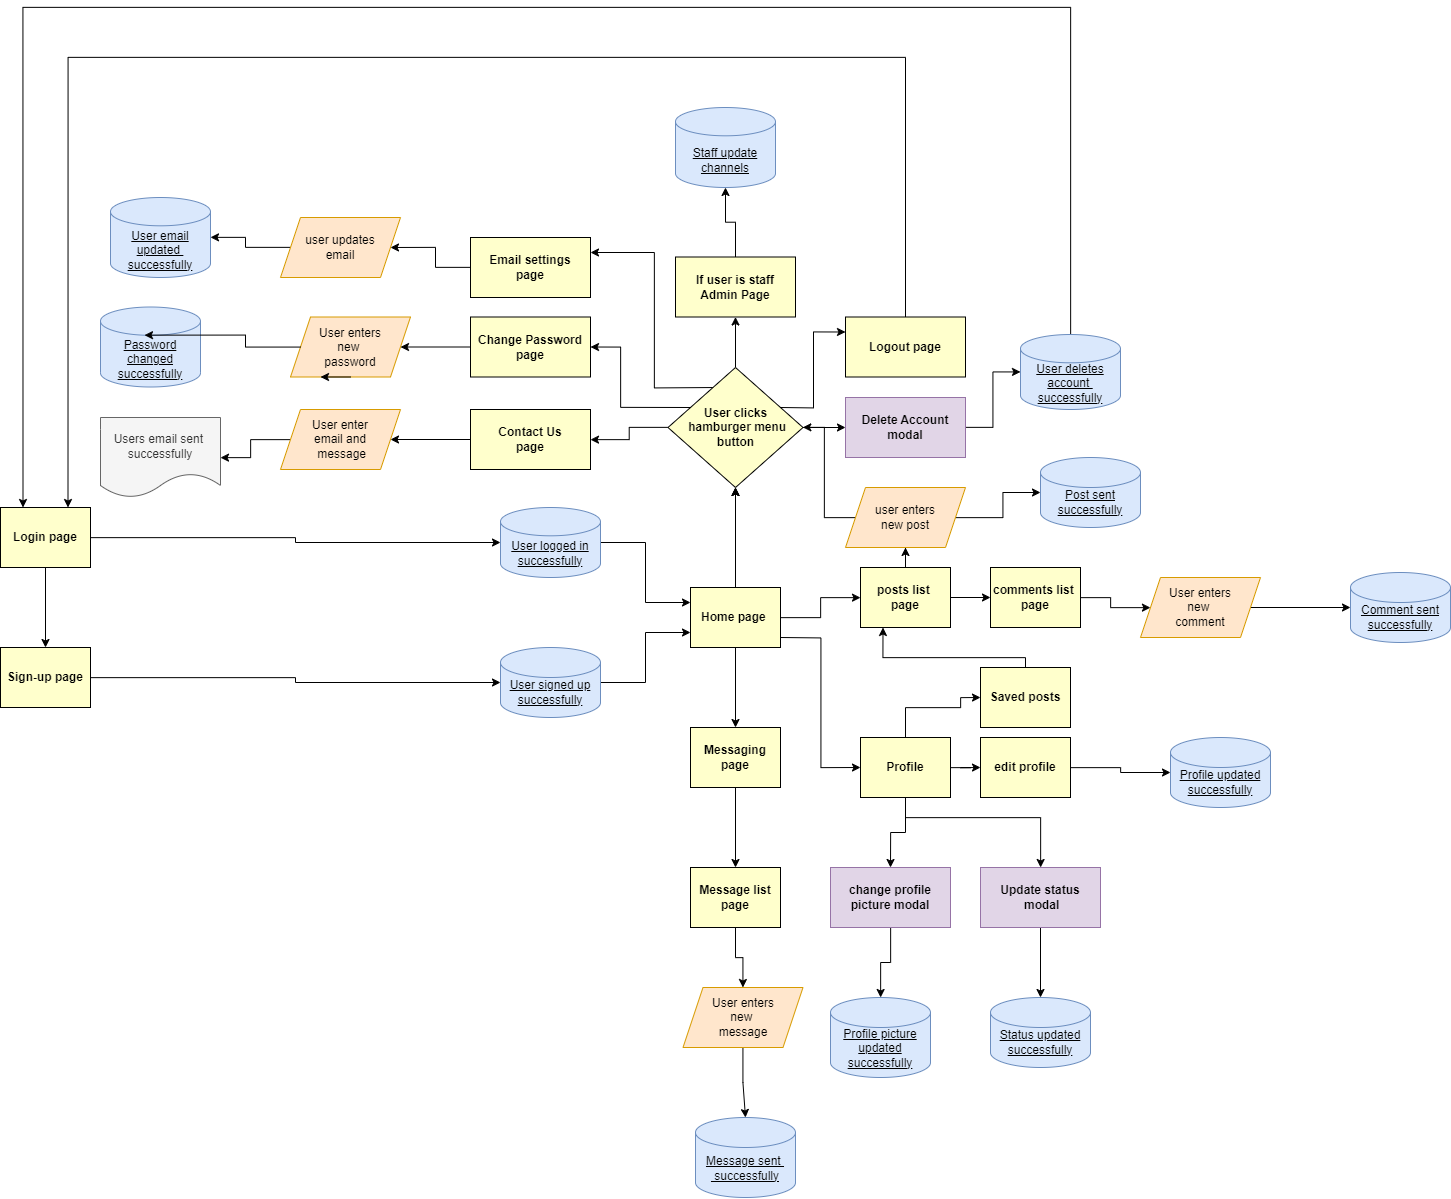 Staff update
channels
User email
updated
successfully
user updates
email
Email settings
page
If user is staff
Admin Page
Password
changed
successfully
User enters
new
password
Change Password
page
Logout page
User deletes
account
successfully
Users email sent
successfully
User enter
email and
message
Contact Us
page
User clicks
hamburger menu
button
Delete Account
modal
user enters
new post
Post sent
successfully
Login page
User logged in
successfully
Home page
posts list
page
comments list
page
User enters
new
comment
Comment sent
successfully
Sign-up page
User signed up
successfully
Saved posts
Messaging
page
Profile
edit profile
Profile updated
successfully
Message list
page
change profile
picture modal
Update status
modal
User enters
new
message
Profile picture
updated
successfully
Status updated
successfully
Message sent
successfully